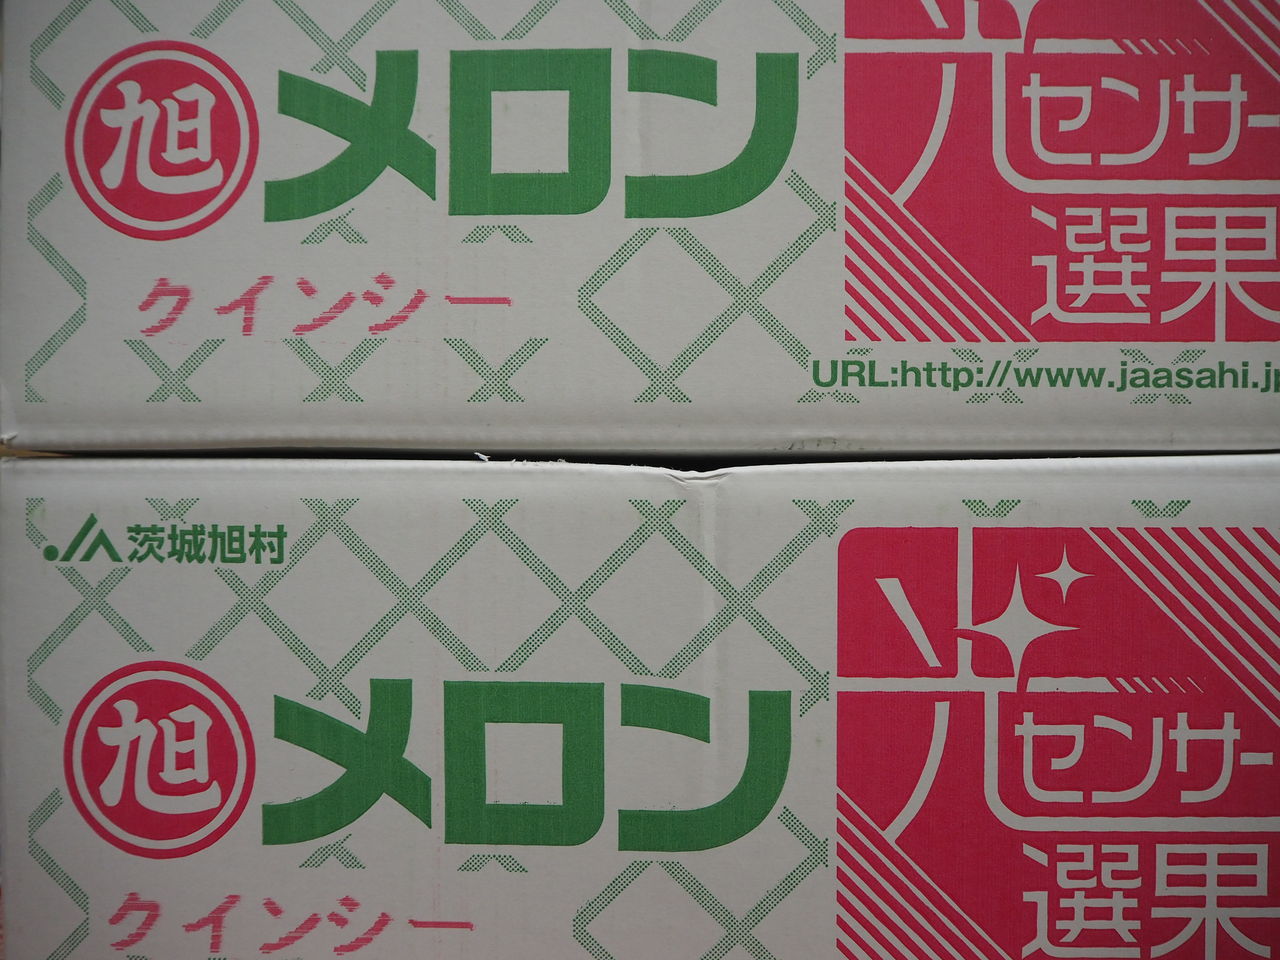 旭 メロン
光センサー
選果
クインシー
URL:http://www.jaasahi.jp
JA茨城旭村
旭 メロン
光センサー
選果
クインシー